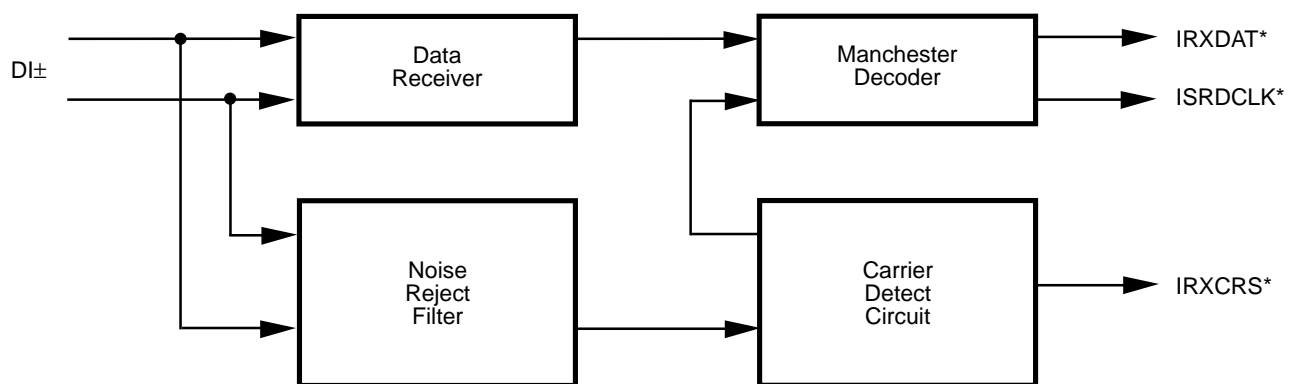 DI±
Data
Receiver
Manchester
Decoder
IRXDAT*
ISRDCLK*
Noise
Reject
Filter
Carrier
Detect
Circuit
IRXCRS*